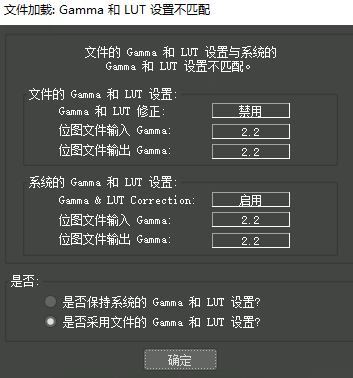 文件加载: Gamma 和 LUT 设置不匹配
文件的 Gamma 和 LUT 设置与系统的
Gamma 和 LUT 设置不匹配。
文件的 Gamma 和 LUT 设置:
Gamma 和 LUT 修正: 禁用
位图文件输入 Gamma: 2.2
位图文件输出 Gamma: 2.2
系统的 Gamma 和 LUT 设置:
Gamma & LUT Correction: 启用
位图文件输入 Gamma: 2.2
位图文件输出 Gamma: 2.2
是否:
是否保持系统的 Gamma 和 LUT 设置?
是否采用文件的 Gamma 和 LUT 设置?
确定